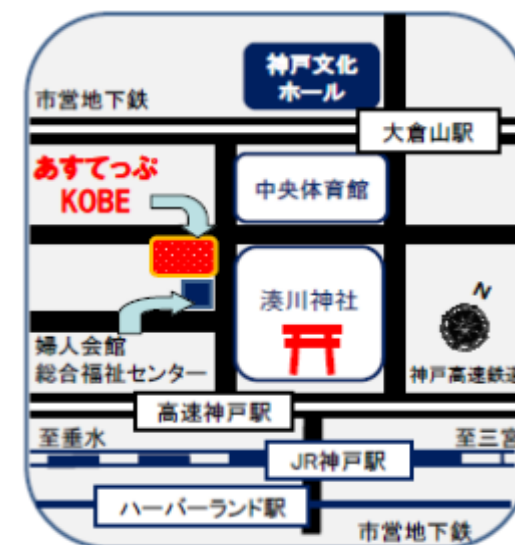 神戸文化
ホール
市営地下鉄
大倉山駅
あすてっぷ
KOBE
中央体育館
湊川神社
N
婦人会館
総合福祉センター
神戸高速鉄道
高速神戸駅
至垂水
至三宮
JR神戸駅
ハーバーランド駅
市営地下鉄